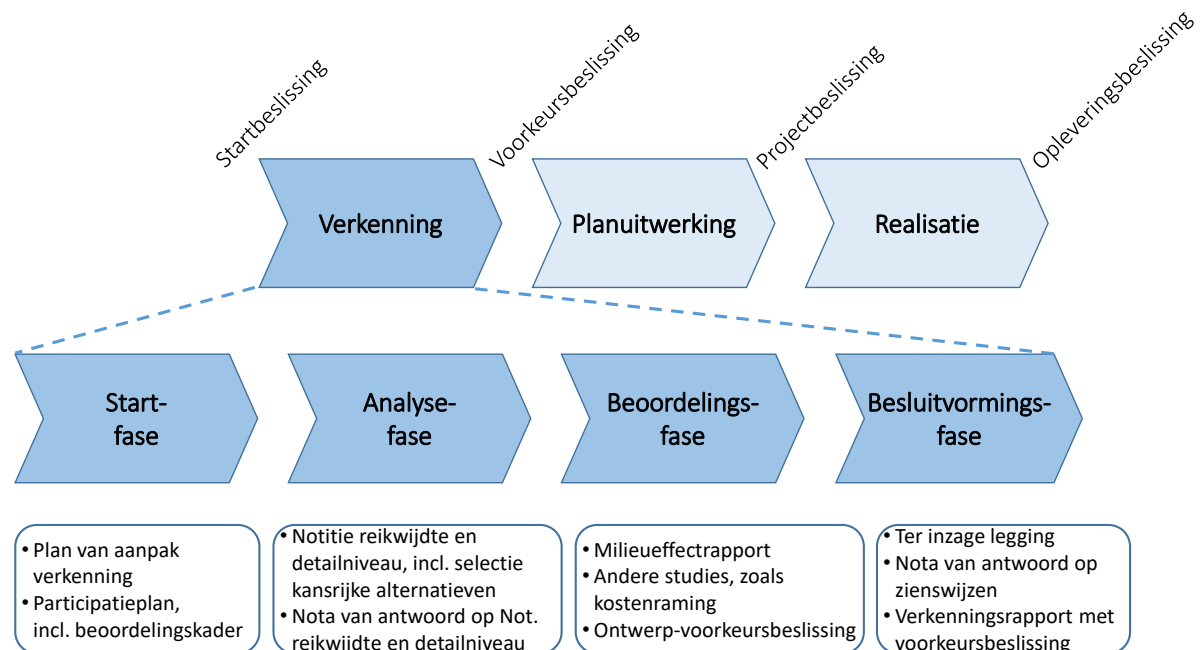 Startbeslissing
Voorkeursbeslissing
Projectbeslissing
Opleveringsbeslissing
Verkenning
Planuitwerking
Realisatie
Start-
fase
Analyse-
fase
Beoordelings-
fase
Besluitvormings-
fase
• Plan van aanpak
verkenning
• Participatieplan,
incl. beoordelingskader
• Notitie reikwijdte en
detailniveau, incl. selectie
kansrijke alternatieven
• Nota van antwoord op Not.
reikwijdte en detailniveau
• Milieueffectrapport
• Andere studies, zoals
kostenraming
• Ontwerp-voorkeursbeslissing
• Ter inzage legging
• Nota van antwoord op
zienswijzen
• Verkenningsrapport met
voorkeursbeslissing